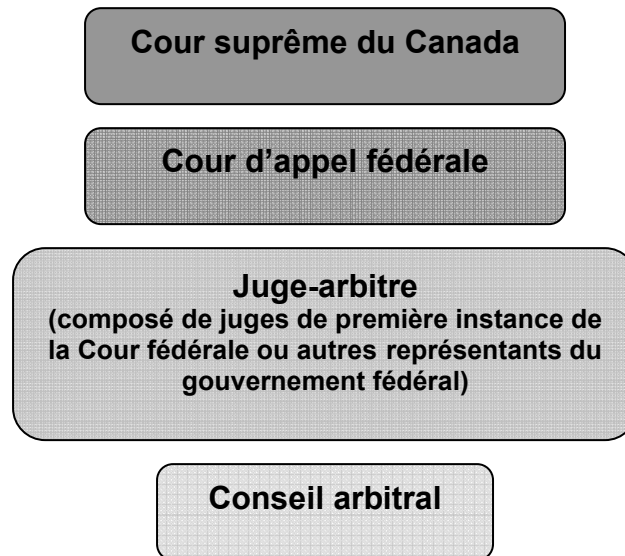 Cour suprême du Canada
Cour d’appel fédérale
Juge-arbitre
(composé de juges de première instance de
la Cour fédérale ou autres représentants du
gouvernement fédéral)
Conseil arbitral